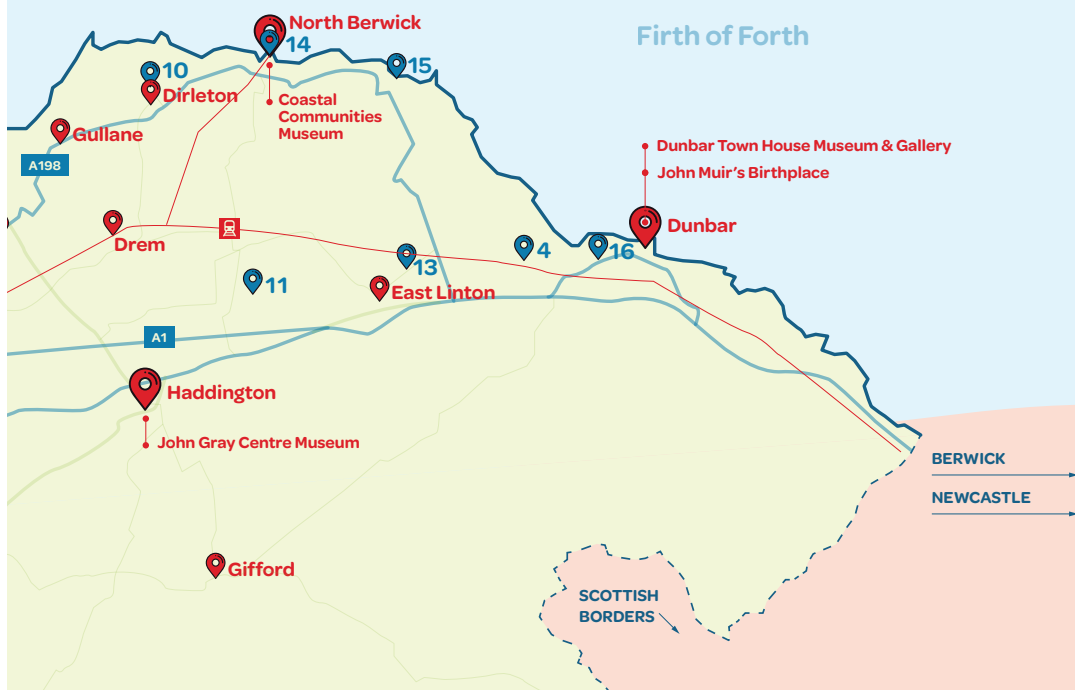 North Berwick
Firth of Forth
14
15
10
Dirleton
Coastal
Communities
Museum
Gullane
A198
Dunbar Town House Museum & Gallery
John Muir's Birthplace
Dunbar
Drem
4
16
13
11
East Linton
A1
Haddington
John Gray Centre Museum
BERWICK
NEWCASTLE
Gifford
SCOTTISH
BORDERS